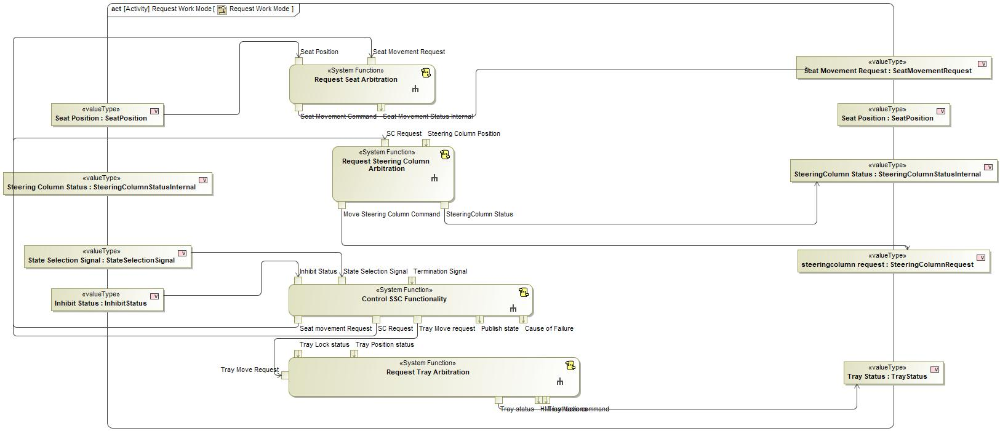 act [Activity] Request Work Mode [ Request Work Mode ]
Seat Position
Seat Movement Request
«System Function»
Request Seat Arbitration
Seat Movement Command
Seat Movement Status Internal
«valueType»
Seat Movement Request : SeatMovementRequest
«valueType»
Seat Position : SeatPosition
«valueType»
Seat Position : SeatPosition
SC Request
Steering Column Position
«System Function»
Request Steering Column
Arbitration
Move Steering Column Command
SteeringColumn Status
«valueType»
Steering Column Status : SteeringColumnStatusInternal
«valueType»
SteeringColumn Status : SteeringColumnStatusInternal
«valueType»
State Selection Signal : StateSelectionSignal
«valueType»
steeringcolumn request : SteeringColumnRequest
Inhibit Status
State Selection Signal
Termination Signal
«valueType»
Inhibit Status : InhibitStatus
«System Function»
Control SSC Functionality
Seat movement Request
SC Request
Tray Move request
Publish state
Cause of Failure
Tray Lock status
Tray Position status
Tray Move Request
«System Function»
Request Tray Arbitration
Tray status
«valueType»
Tray Status : TrayStatus